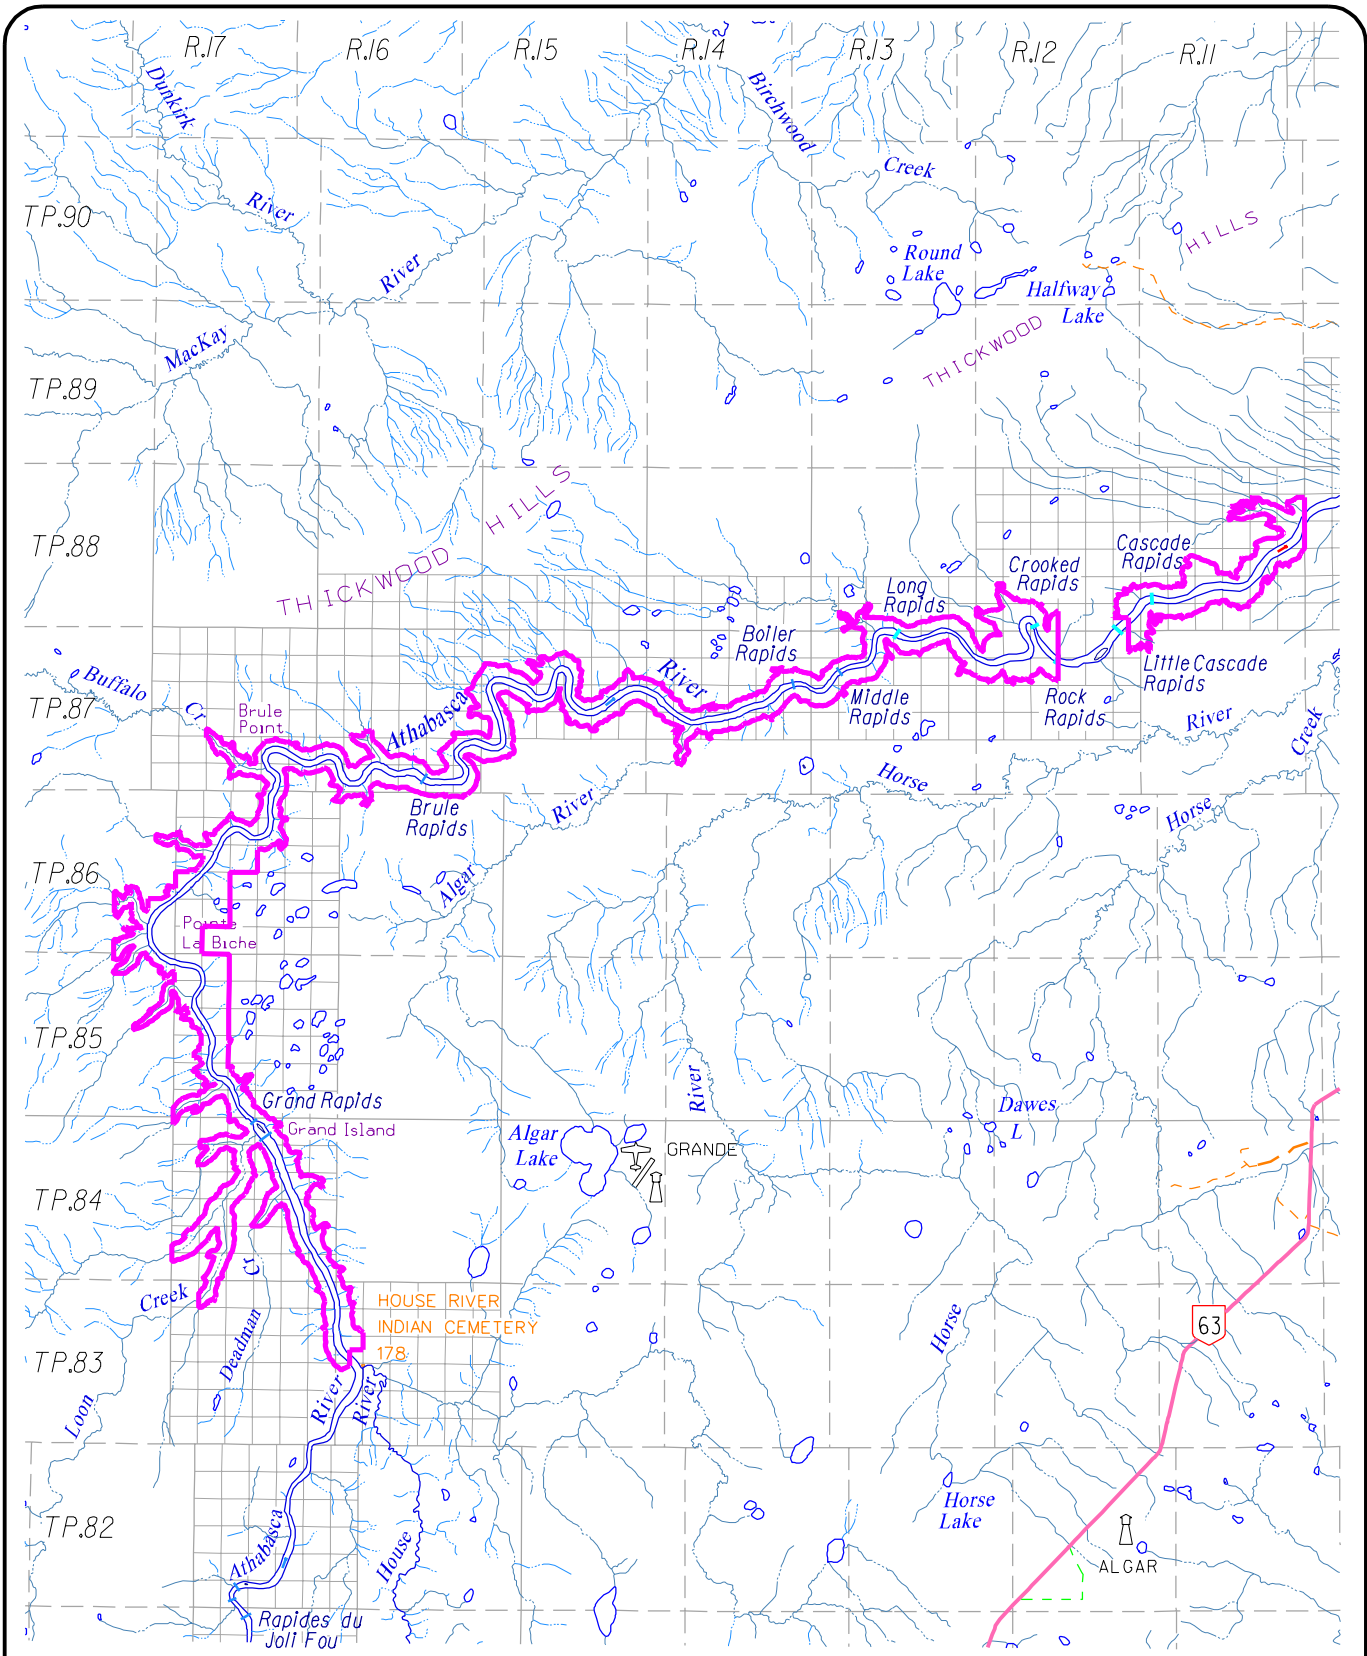 R.17
R.16
R.15
R.14
R.13
R.12
R.11
Dunkirk
River
Birchwood
Creek
TP.90
River
MacKay
Round
Lake
Halfway
Lake
HILLS
THICKWOOD
TP.89
HILLS
THICKWOOD
TP.88
Cascade
Rapids
Crooked
Rapids
Long
Rapids
Boiler
Rapids
Little Cascade
Rapids
Rock
Rapids
Middle
Rapids
River
Athabasca
Buffalo
Cr
Brule
Point
TP.87
River
Creek
Horse
Horse
Brule
Rapids
River
Algar
TP.86
Pointe
La Biche
TP.85
River
Grand Rapids
Grand Island
Algar
Lake
GRANDE
Dawes
L
TP.84
Creek
Cr
Deadman
HOUSE RIVER
INDIAN CEMETERY
178
63
Horse
TP.83
Loon
River
River
Horse
Lake
TP.82
Athabasca
House
ALGAR
Rapides du
Joli Fou